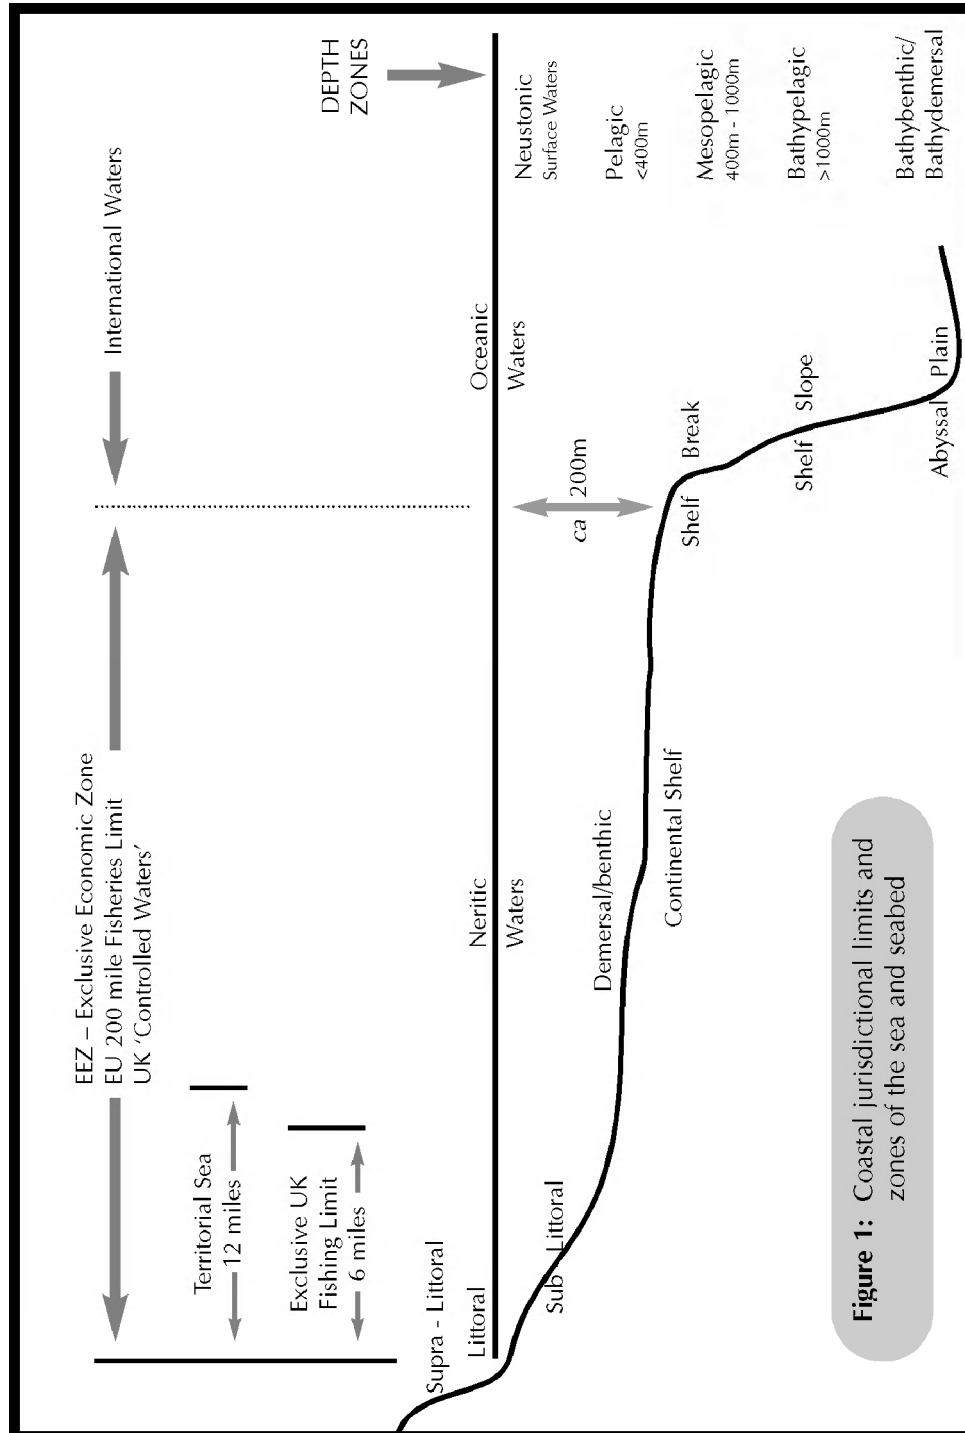 EEZ – Exclusive Economic Zone
EU 200 mile Fisheries Limit
UK 'Controlled Waters'
International Waters
Territorial Sea
12 miles
Exclusive UK
Fishing Limit
6 miles
DEPTH
ZONES
Supra - Littoral
Littoral
Neritic
Waters
Oceanic
Waters
Neustonic
Surface Waters
Pelagic
<400m
Mesopelagic
400m - 1000m
Bathypelagic
>1000m
Bathybenthic/
Bathydemersal
Sub Littoral
Demersal/benthic
Continental Shelf
ca 200m
Shelf Break
Shelf Slope
Abyssal Plain
Figure 1: Coastal jurisdictional limits and
zones of the sea and seabed